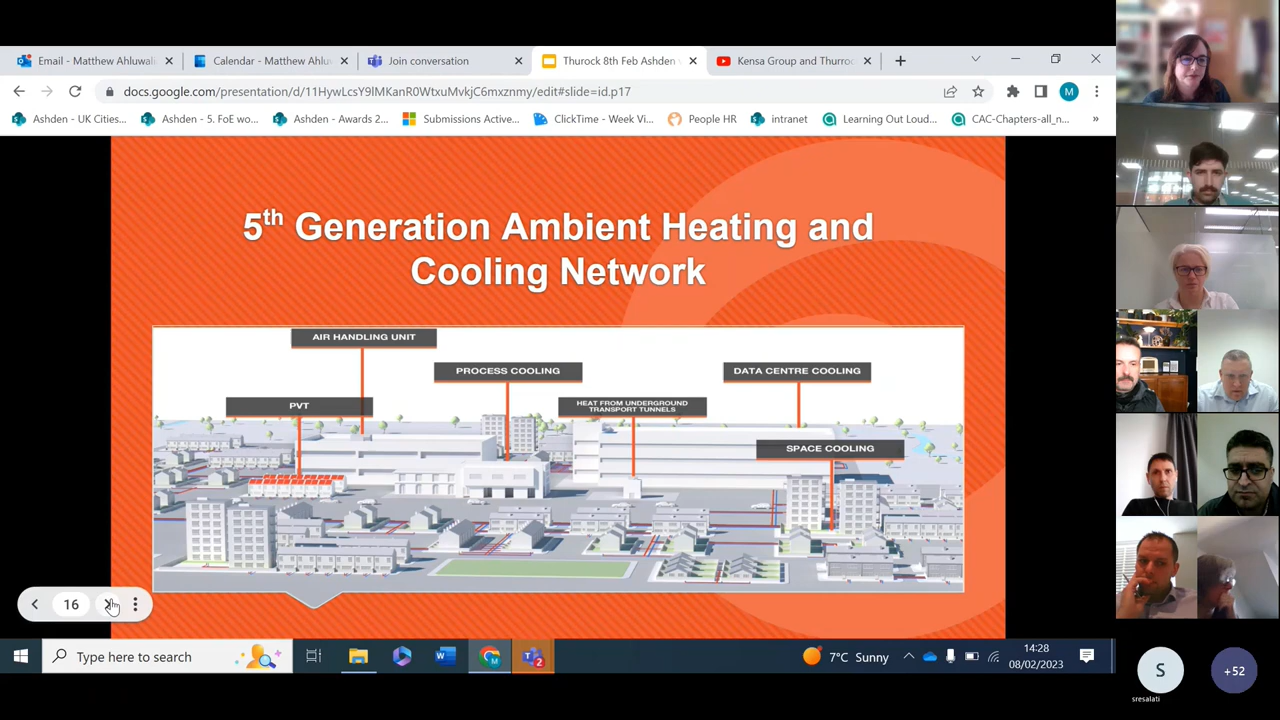 Email - Matthew Ahluwali
Calendar - Matthew Ahlu
Join conversation
Thurock 8th Feb Ashden
Kensa Group and Thurro
docs.google.com/presentation/d/11HywLcsY9lMKanR0WtxuMvkjC6mxznmy/edit#slide=id.p17
M
Ashden - UK Cities...
Ashden - 5. FoE wo...
Ashden - Awards 2...
Submissions Active...
ClickTime - Week Vi...
People HR
intranet
Learning Out Loud...
CAC-Chapters-all_n...
»
5th Generation Ambient Heating and
Cooling Network
AIR HANDLING UNIT
PROCESS COOLING
DATA CENTRE COOLING
PVT
HEAT FROM UNDERGROUND
TRANSPORT TUNNELS
SPACE COOLING
16
Type here to search
2
7°C Sunny
14:28
08/02/2023
S
sresalati
+52